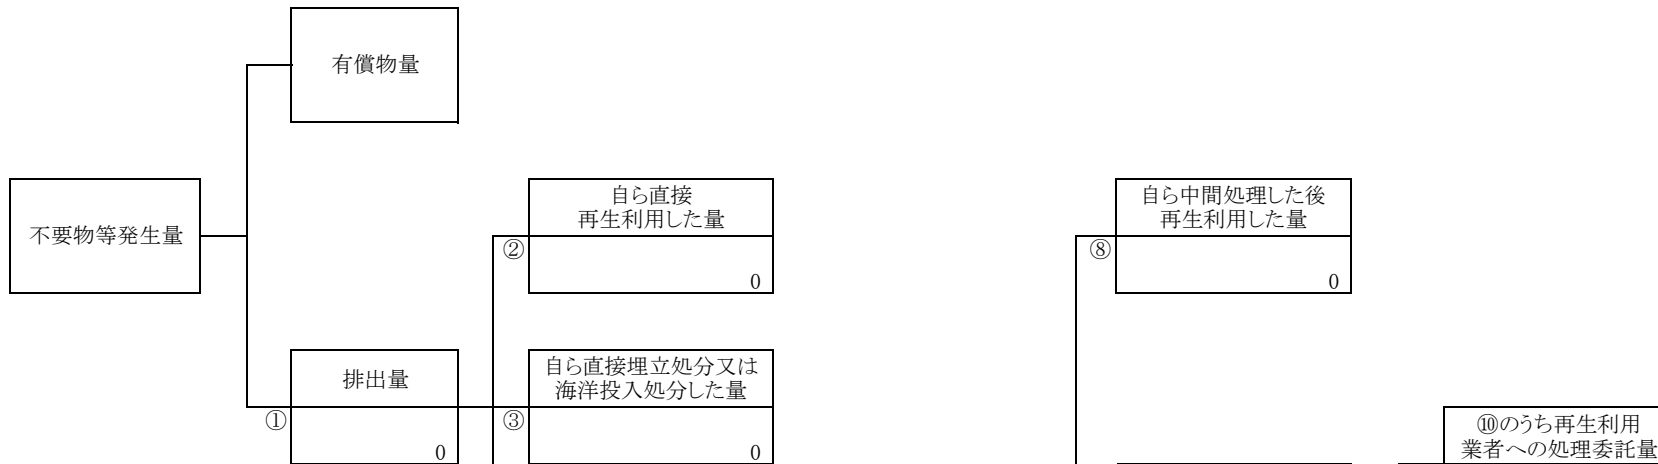 有償物量
不要物等発生量
自ら直接
再生利用した量
②
0
自ら中間処理した後
再生利用した量
⑧
0
排出量
①
0
自ら直接埋立処分又は
海洋投入処分した量
③
0
⑩のうち再生利用
業者への処理委託量